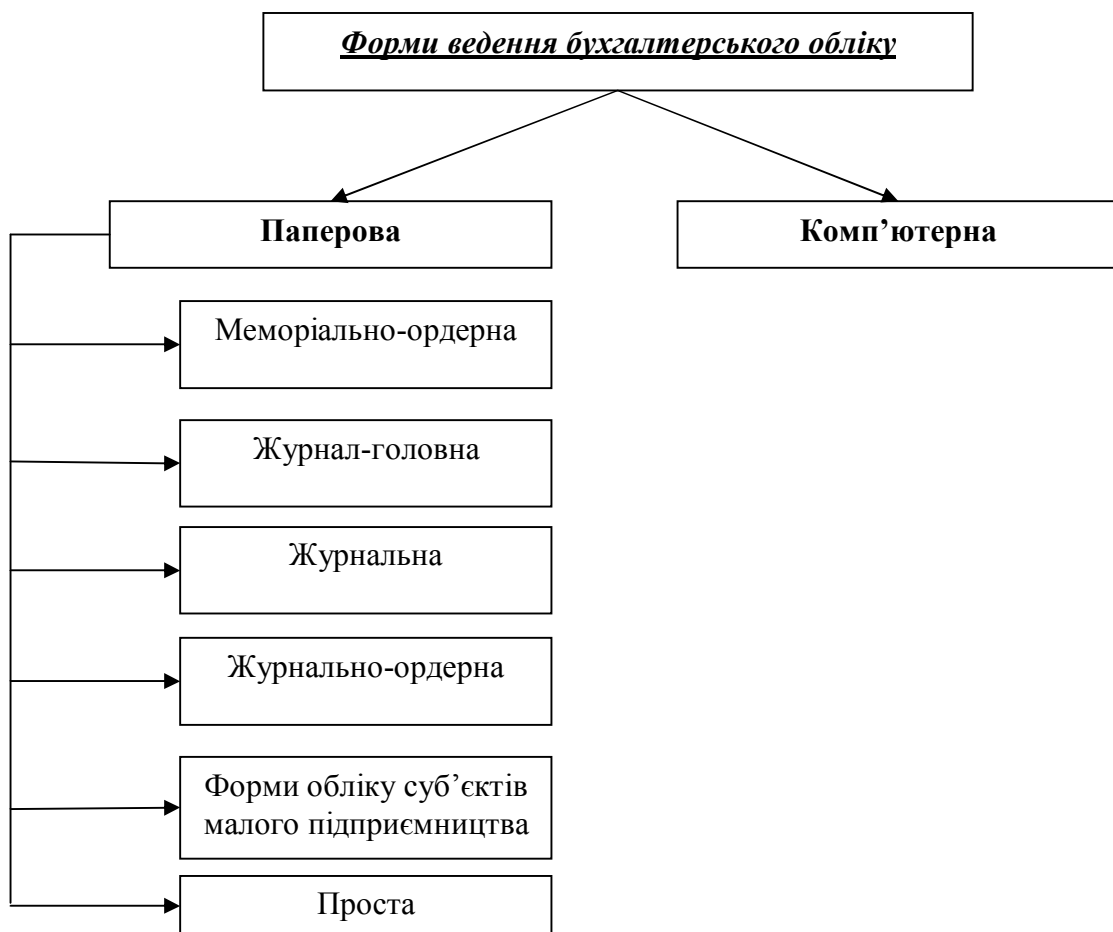 Форми ведення бухгалтерського обліку
Паперова
Комп’ютерна
Меморіально-ордерна
Журнал-головна
Журнальна
Журнально-ордерна
Форми обліку суб’єктів
малого підприємництва
Проста